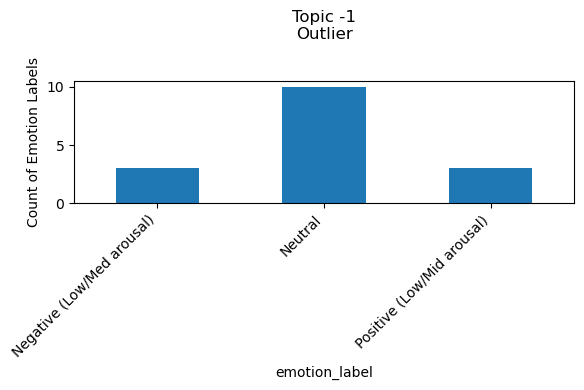 Topic -1
Outlier
Count of Emotion Labels
10
5
0
Negative (Low/Med arousal)
Neutral
Positive (Low/Mid arousal)
emotion_label